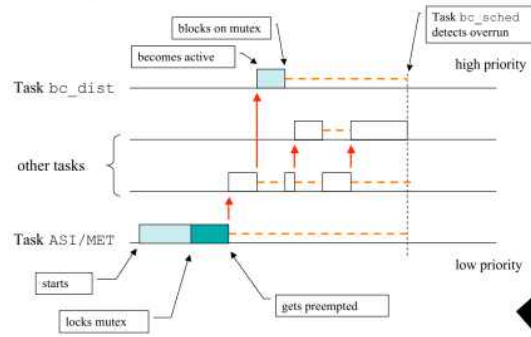 blocks on mutex
Task bc_sched
detects overrun
becomes active
high priority
Task bc_dist
other tasks
Task ASI/MET
low priority
starts
gets preempted
locks mutex